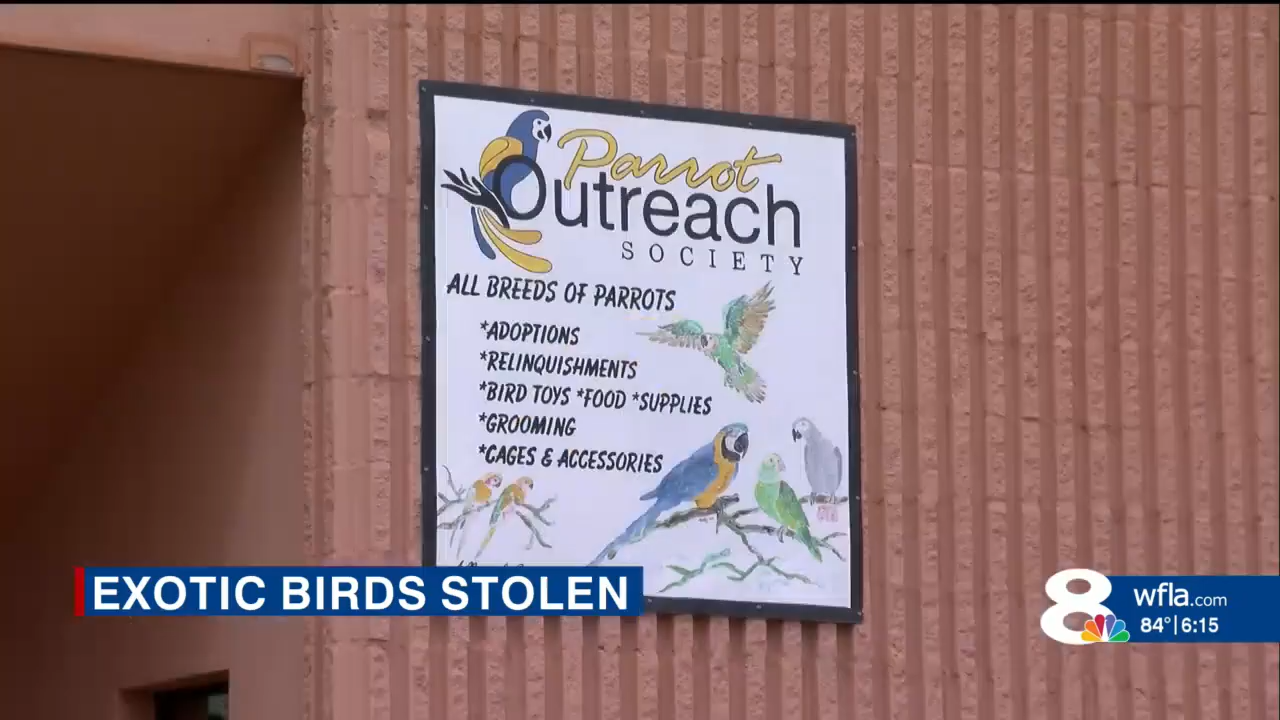 Parrot
Outreach
SOCIETY
ALL BREEDS OF PARROTS
*ADOPTIONS
*RELINQUISHMENTS
*BIRD TOYS *FOOD *SUPPLIES
*GROOMING
*CAGES & ACCESSORIES
EXOTIC BIRDS STOLEN
8
wfla.com
84° | 6:15